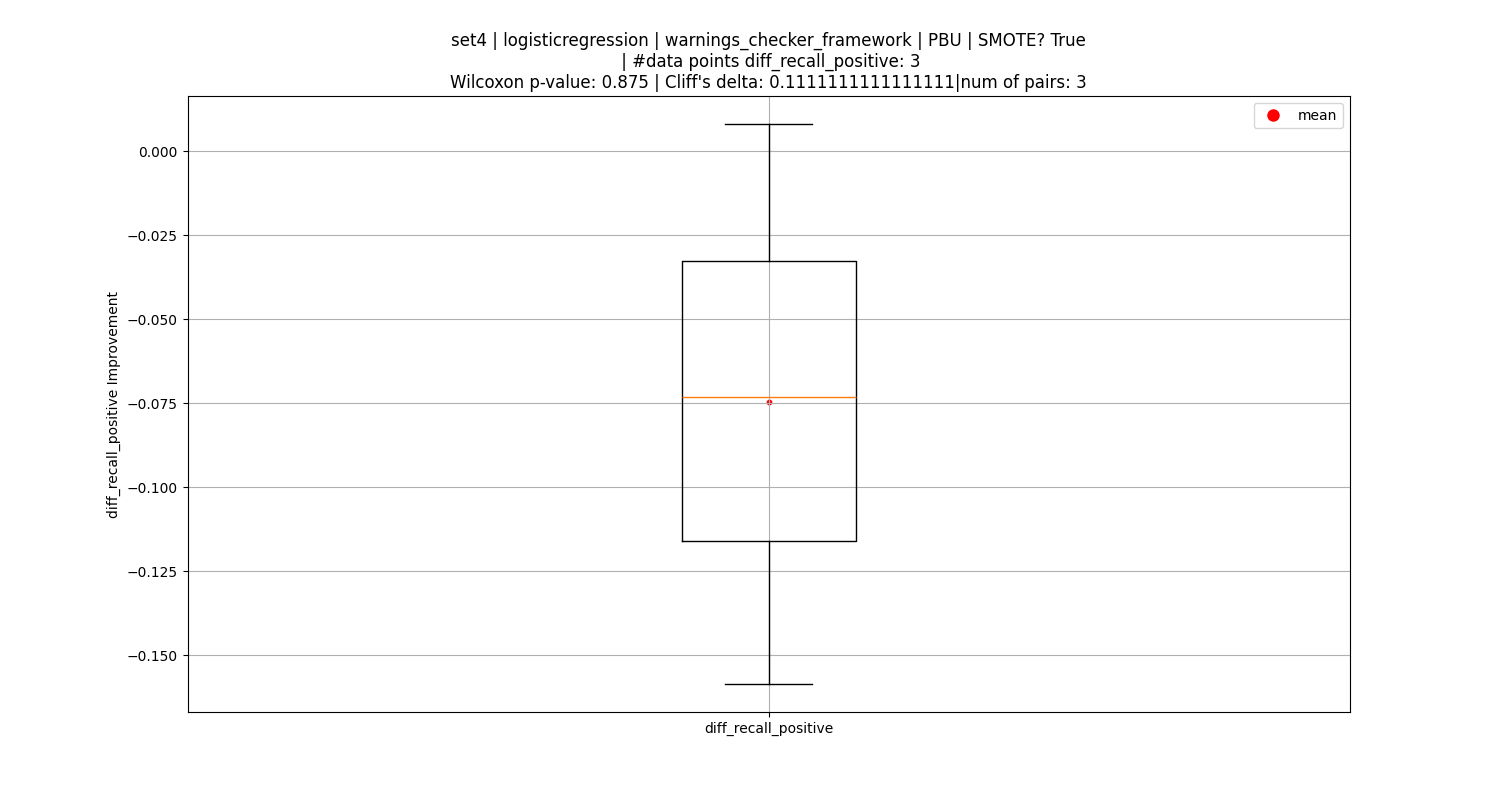 set4 | logisticregression | warnings_checker_framework | PBU | SMOTE? True
| #data points diff_recall_positive: 3
Wilcoxon p-value: 0.875 | Cliff's delta: 0.1111111111111111|num of pairs: 3
mean
0.000
−0.025
−0.050
−0.075
−0.100
−0.125
−0.150
diff_recall_positive Improvement
diff_recall_positive